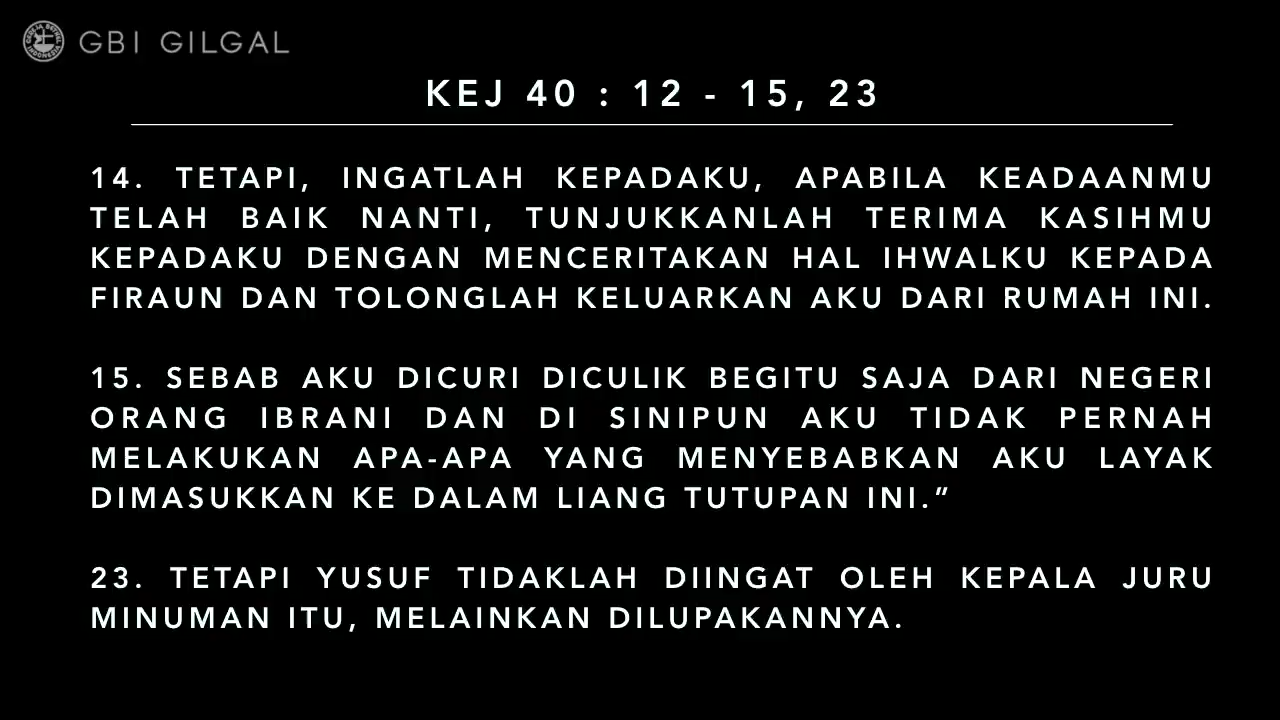 GBI GILGAL
KEJ 40 : 12 - 15, 23
14. TETAPI, INGATLAH KEPADAKU, APABILA KEADAANMU
TELAH BAIK NANTI, TUNJUKKANLAH TERIMA KASIHMU
KEPADAKU DENGAN MENCERITAKAN HAL IHWALKU KEPADA
FIRAUN DAN TOLONGLAH KELUARKAN AKU DARI RUMAH INI.
15. SEBAB AKU DICURI DICULIK BEGITU SAJA DARI NEGERI
ORANG IBRANI DAN DI SINIPUN AKU TIDAK PERNAH
MELAKUKAN APA-APA YANG MENYEBABKAN AKU LAYAK
DIMASUKKAN KE DALAM LIANG TUTUPAN INI.”
23. TETAPI YUSUF TIDAKLAH DIINGAT OLEH KEPALA JURU
MINUMAN ITU, MELAINKAN DILUPAKANNYA.